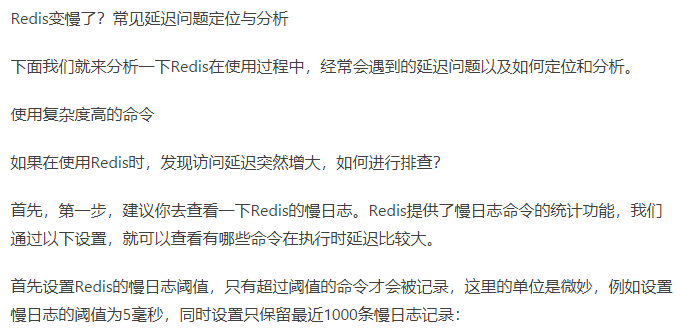 Redis变慢了？常见延迟问题定位与分析
下面我们就来分析一下Redis在使用过程中，经常会遇到的延迟问题以及如何定位和分析。
使用复杂度高的命令
如果在使用Redis时，发现访问延迟突然增大，如何进行排查？
首先，第一步，建议你去查看一下Redis的慢日志。Redis提供了慢日志命令的统计功能，我们
通过以下设置，就可以查看有哪些命令在执行时延迟比较大。
首先设置Redis的慢日志阈值，只有超过阈值的命令才会被记录，这里的单位是微妙，例如设置
慢日志的阈值为5毫秒，同时设置只保留最近1000条慢日志记录：